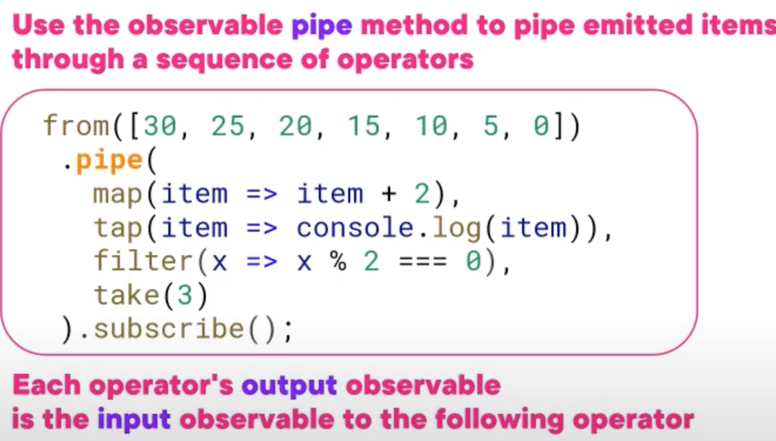 Use the observable pipe method to pipe emitted items
through a sequence of operators
from([30, 25, 20, 15, 10, 5, 0])
.pipe(
map(item => item + 2),
tap(item => console.log(item)),
filter(x => x % 2 === 0),
take(3)
).subscribe();
Each operator's output observable
is the input observable to the following operator